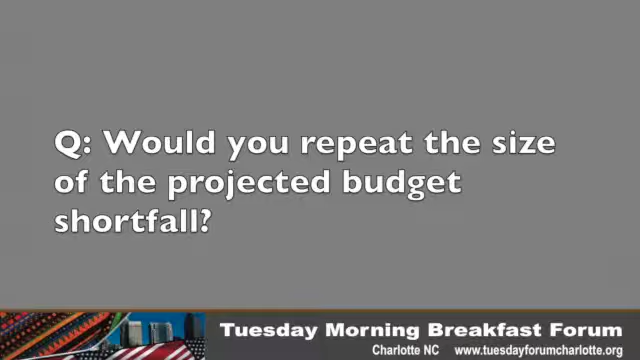 Q: Would you repeat the size
of the projected budget
shortfall?
Tuesday Morning Breakfast Forum
Charlotte NC www.tuesdayforumcharlotte.org